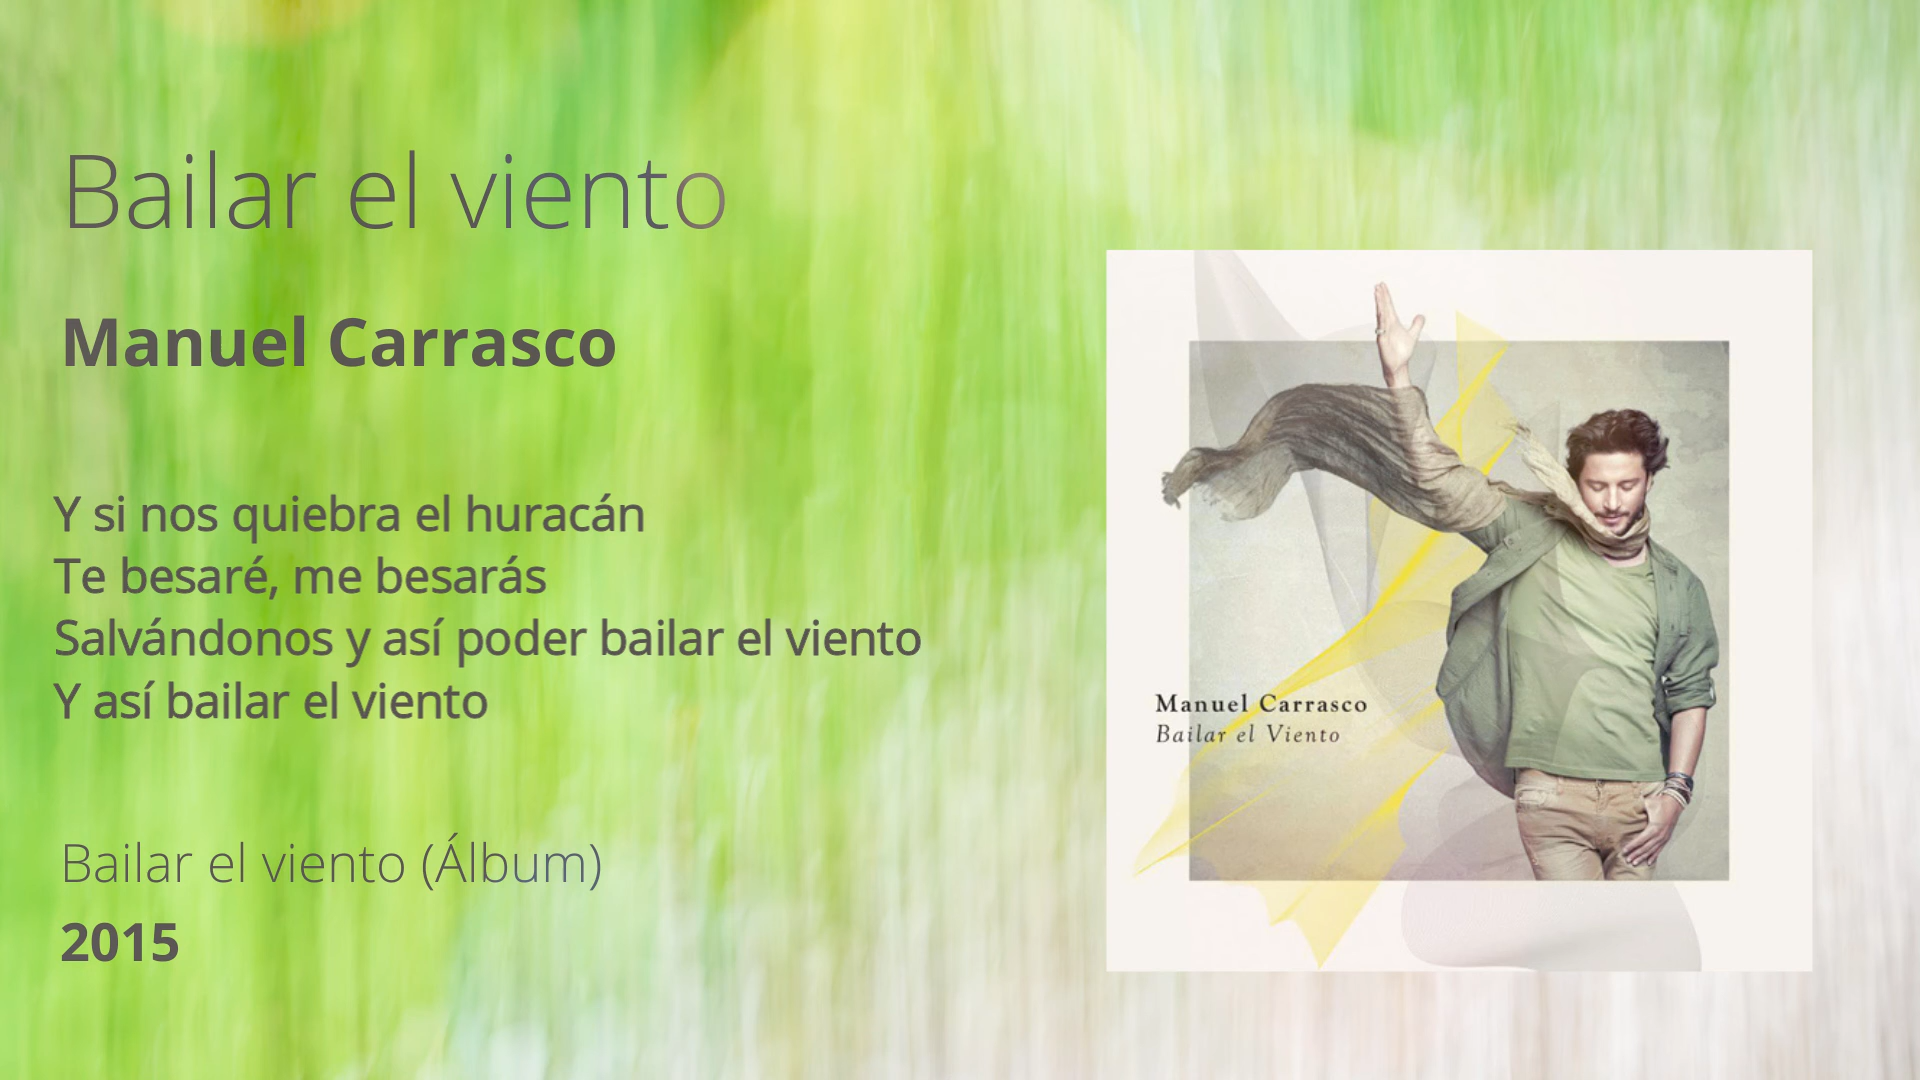 Bailar el viento
Manuel Carrasco
Y si nos quiebra el huracán
Te besaré, me besarás
Salvándonos y así poder bailar el viento
Y así bailar el viento
Bailar el viento (Álbum)
2015
Manuel Carrasco
Bailar el Viento